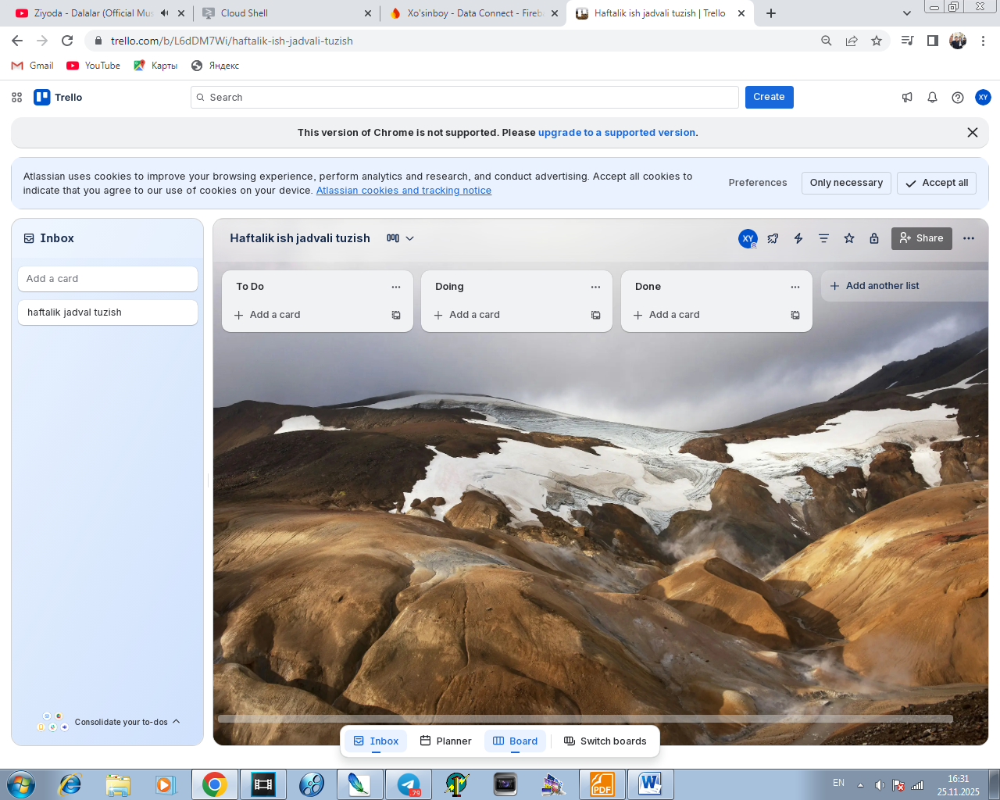 Ziyoda - Dalalar (Official Mus
Cloud Shell
Xo'sinboy - Data Connect - Fireba
Haftalik ish jadvali tuzish | Trello
trello.com/b/L6dDM7Wi/haftalik-ish-jadvali-tuzish
Gmail
YouTube
Карты
Яндекс
Trello
Search
Create
XY
This version of Chrome is not supported. Please upgrade to a supported version.
Atlassian uses cookies to improve your browsing experience, perform analytics and research, and conduct advertising. Accept all cookies to
indicate that you agree to our use of cookies on your device. Atlassian cookies and tracking notice
Preferences
Only necessary
Accept all
Inbox
Add a card
haftalik jadval tuzish
Consolidate your to-dos
Haftalik ish jadvali tuzish
XY
Share
To Do
Add a card
Doing
Add a card
Done
Add a card
Add another list
Inbox
Planner
Board
Switch boards
.79
PDF
W
EN
16:31
25.11.2025